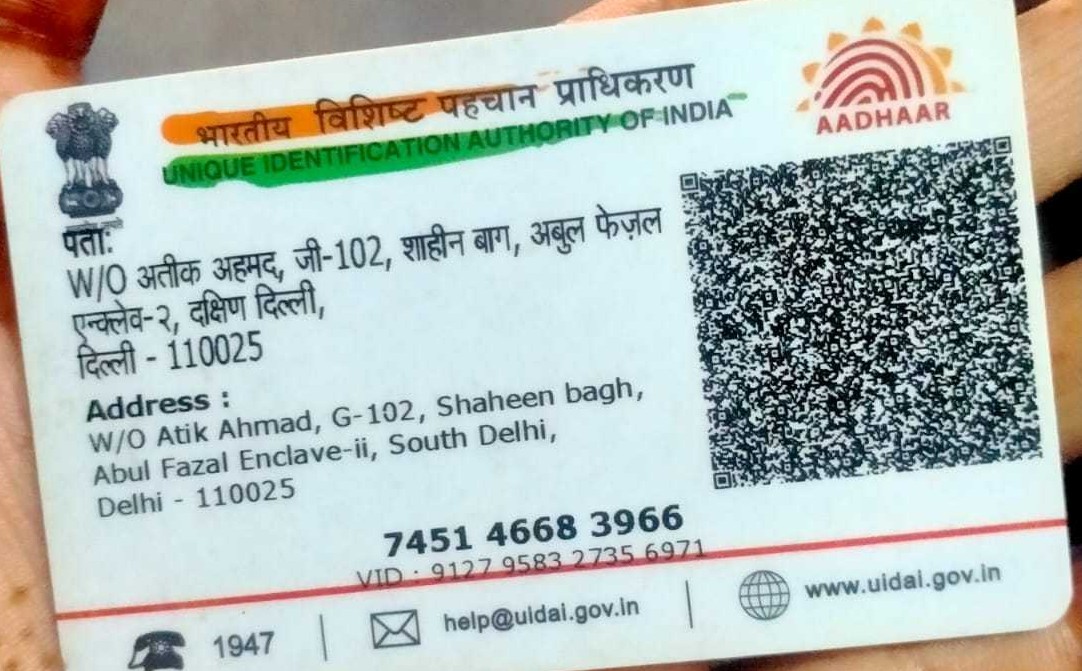 भारतीय विशिष्ट पहचान प्राधिकरण
UNIQUE IDENTIFICATION AUTHORITY OF INDIA
AADHAAR
पता:
W/O अतीक अहमद, जी-102, शाहीन बाग, अबुल फेज़ल
एन्क्लेव-२, दक्षिण दिल्ली,
दिल्ली - 110025
Address :
W/O Atik Ahmad, G-102, Shaheen bagh,
Abul Fazal Enclave-ii, South Delhi,
Delhi - 110025
7451 4668 3966
VID : 9127 9583 2735 6971
1947 | help@uidai.gov.in | www.uidai.gov.in